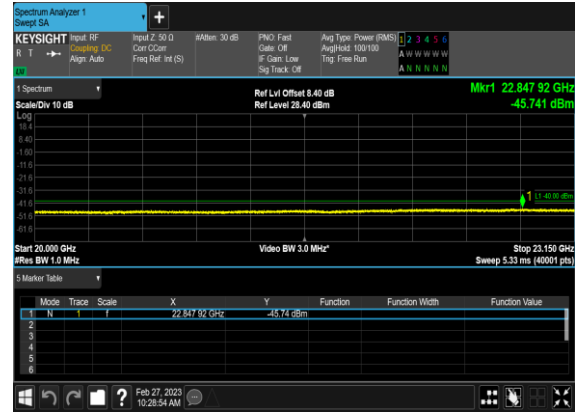 Spectrum Analyzer 1
Swept SA
+
KEYSIGHT Input: RF Input Z: 50 Ω #Atten: 30 dB PNO: Fast Avg Type: Power (RMS) 1 2 3 4 5 6
R T Coupling: DC Corr CCorr Gate: Off Avg|Hold: 100/100 A W W W W W
Align: Auto Freq Ref: Int (S) IF Gain: Low Trig: Free Run
Sig Track: Off A N N N N N
1 Spectrum Ref Lvl Offset 8.40 dB Mkr1 22.847 92 GHz
Scale/Div 10 dB Ref Level 28.40 dBm -45.741 dBm
Log
18.4
8.40
-1.60
-11.6
-21.6
-31.6
1 L1 -40.00 dBm
-41.6
-51.6
-61.6
Start 20.000 GHz Video BW 3.0 MHz* Stop 23.150 GHz
#Res BW 1.0 MHz Sweep 5.33 ms (40001 pts)
5 Marker Table
Mode Trace Scale X Y Function Function Width Function Value
1 N 1 f 22.847 92 GHz -45.74 dBm
2
3
4
5
6
? Feb 27, 2023
10:28:54 AM